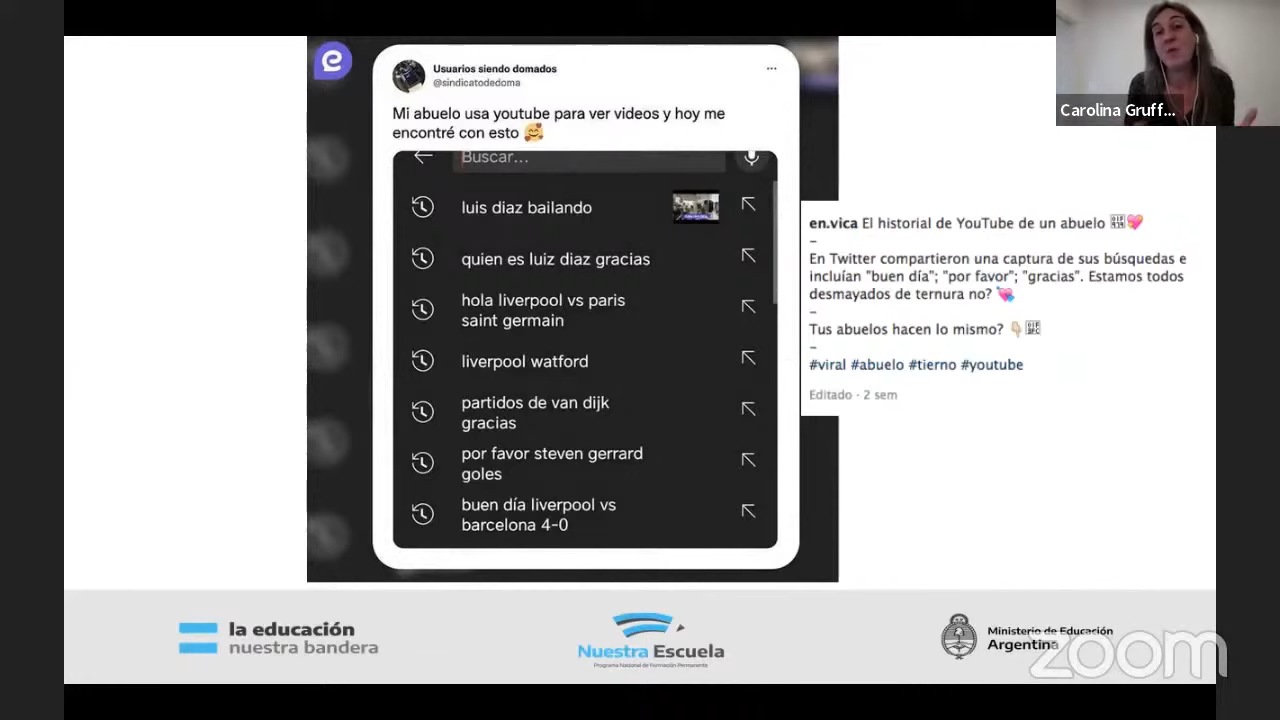 Usuarios siendo domados
@sindicatodedoma
Mi abuelo usa youtube para ver videos y hoy me
encontré con esto 🥰
Buscar...
luis diaz bailando
quien es luiz diaz gracias
hola liverpool vs paris
saint germain
liverpool watford
partidos de van dijk
gracias
por favor steven gerrard
goles
buen día liverpool vs
barcelona 4-0
Carolina Gruff...
en.vica El historial de YouTube de un abuelo 💖
–
En Twitter compartieron una captura de sus búsquedas e
incluían "buen día"; "por favor"; "gracias". Estamos todos
desmayados de ternura no? 💘
–
Tus abuelos hacen lo mismo? 👇🏼
–
#viral #abuelo #tierno #youtube
Editado · 2 sem
la educación
nuestra bandera
Nuestra Escuela
Programa Nacional de Formación Permanente
Ministerio de Educación
Argentina
zoom